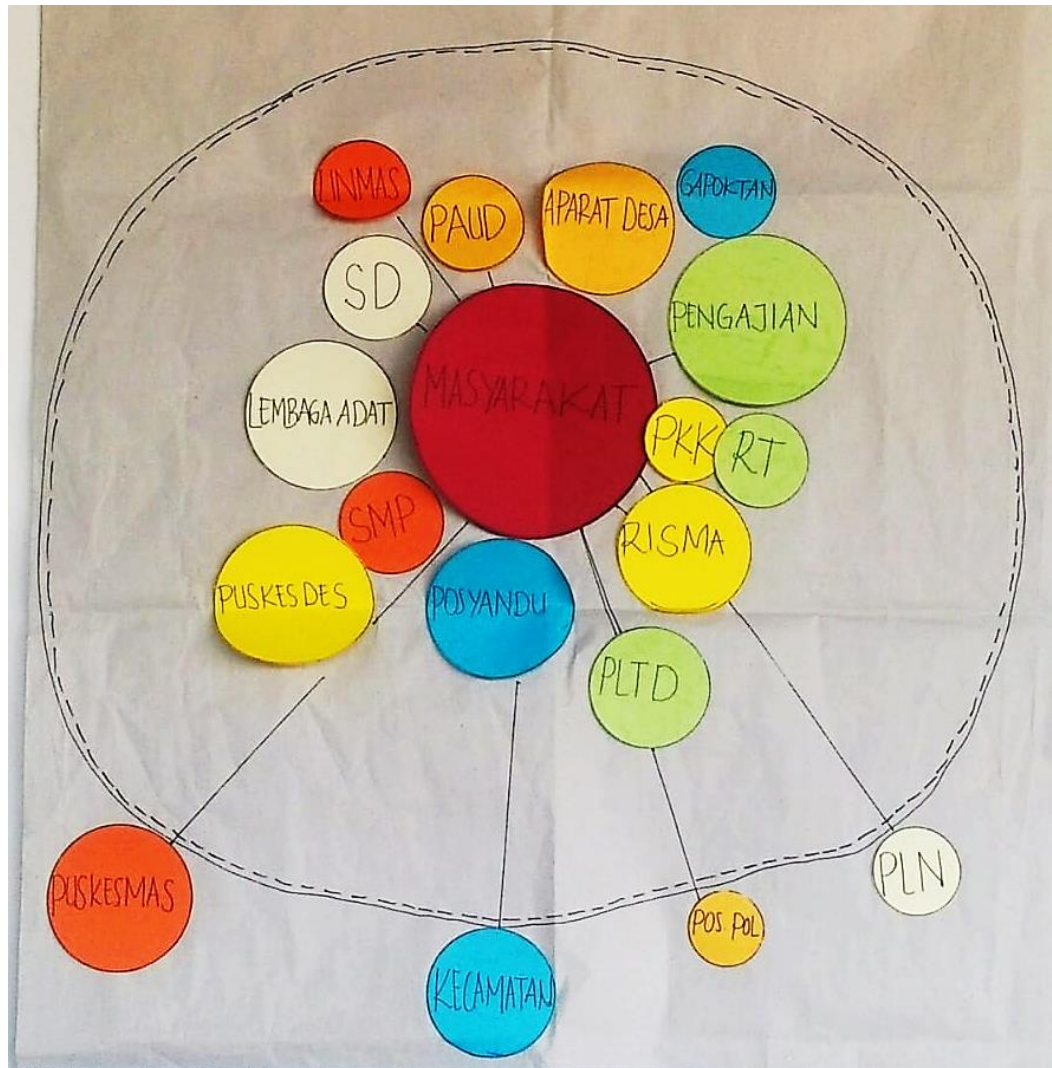 LINMAS
PAUD
APARAT DESA
GAPOKTAN
SD
PENGAJIAN
LEMBAGA ADAT
MASYARAKAT
PKK
RT
SMP
RISMA
PUSKESDES
POSYANDU
PLTD
PUSKESMAS
PLN
POS POL
KECAMATAN